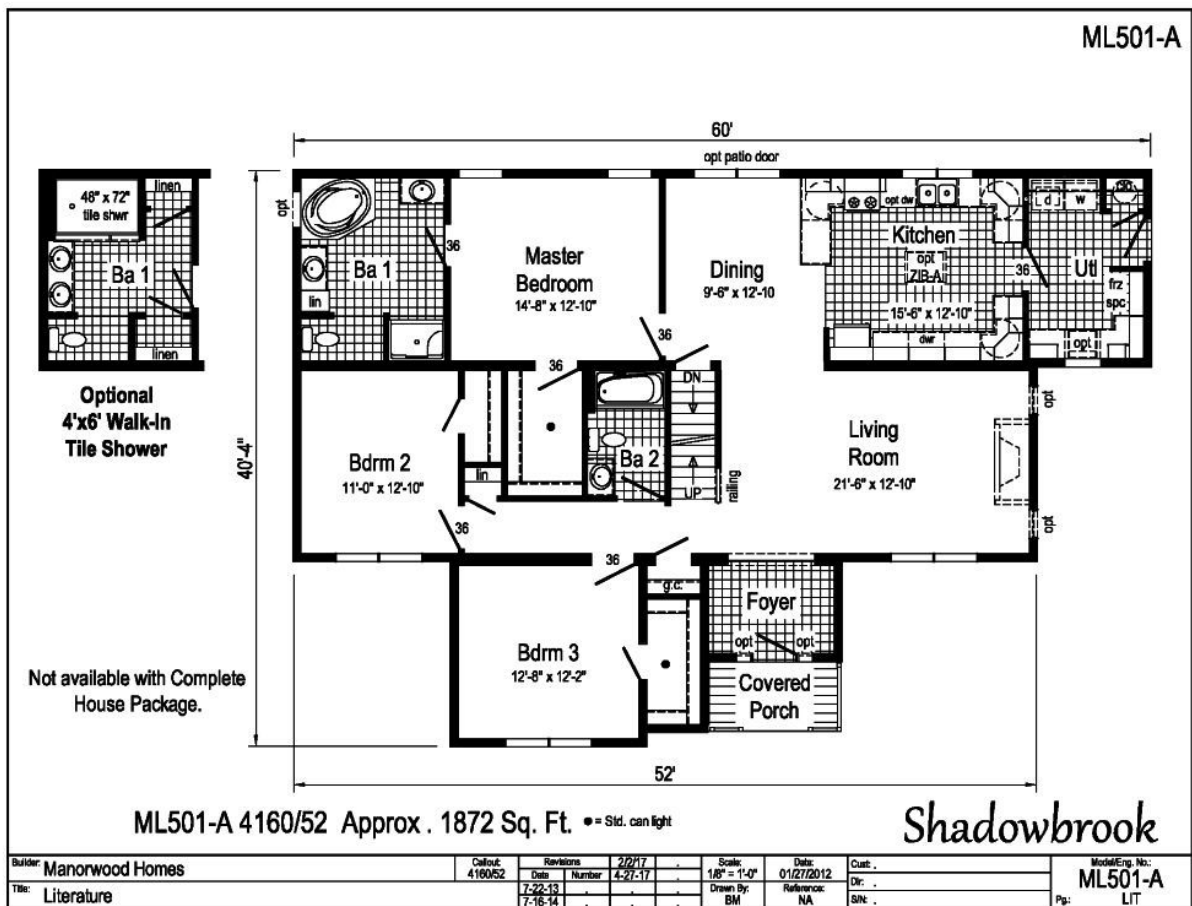 ML501-A
60'
opt patio door
linen
48" x 72"
tile shwr
Ba 1
linen
Optional
4'x6' Walk-In
Tile Shower
opt
Ba 1
lin
36
Master
Bedroom
14'-8" x 12'-10"
36
36
Dining
9'-6" x 12'-10
opt dw
Kitchen
opt
ZIB-A
15'-6" x 12'-10"
dwr
36
d
w
Utl
frz
spc
opt
40'-4"
Bdrm 2
11'-0" x 12'-10"
lin
36
Ba 2
DN
UP
railing
Living
Room
21'-6" x 12'-10"
opt
opt
36
g.c.
Foyer
opt
opt
Bdrm 3
12'-8" x 12'-2"
Covered
Porch
Not available with Complete
House Package.
52'
ML501-A 4160/52 Approx . 1872 Sq. Ft. ● = Std. can light
Shadowbrook
Builder: Manorwood Homes
Title: Literature
Callout:
4160/52
Revisions
Date Number
7-22-13
7-16-14
2/2/17
4-27-17
Scale:
1/8" = 1'-0"
Drawn By:
BM
Date:
01/27/2012
Reference:
NA
Cust: .
Dir: .
S/N: .
Model/Eng. No.:
ML501-A
Pg.: LIT